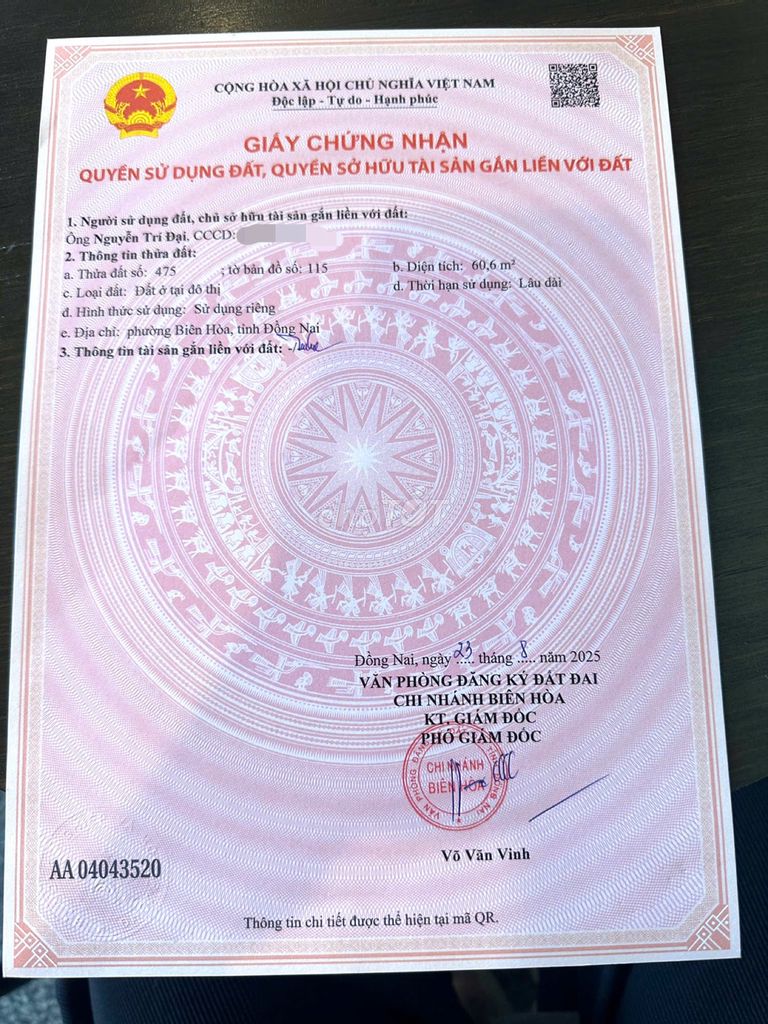 CỘNG HÒA XÃ HỘI CHỦ NGHĨA VIỆT NAM
Độc lập - Tự do - Hạnh phúc
GIẤY CHỨNG NHẬN
QUYỀN SỬ DỤNG ĐẤT, QUYỀN SỞ HỮU TÀI SẢN GẮN LIỀN VỚI ĐẤT
1. Người sử dụng đất, chủ sở hữu tài sản gắn liền với đất:
Ông Nguyễn Trí Đại. CCCD:
2. Thông tin thửa đất:
a. Thửa đất số: 475 ; tờ bản đồ số: 115 b. Diện tích: 60,6 m²
c. Loại đất: Đất ở tại đô thị d. Thời hạn sử dụng: Lâu dài
đ. Hình thức sử dụng: Sử dụng riêng
e. Địa chỉ: phường Biên Hòa, tỉnh Đồng Nai
3. Thông tin tài sản gắn liền với đất: -
chợTỐT
Đồng Nai, ngày 23 tháng 8 năm 2025
VĂN PHÒNG ĐĂNG KÝ ĐẤT ĐAI
CHI NHÁNH BIÊN HÒA
KT. GIÁM ĐỐC
PHÓ GIÁM ĐỐC
CHI NHÁNH
BIÊN HÒA
Võ Văn Vinh
AA 04043520
Thông tin chi tiết được thể hiện tại mã QR.